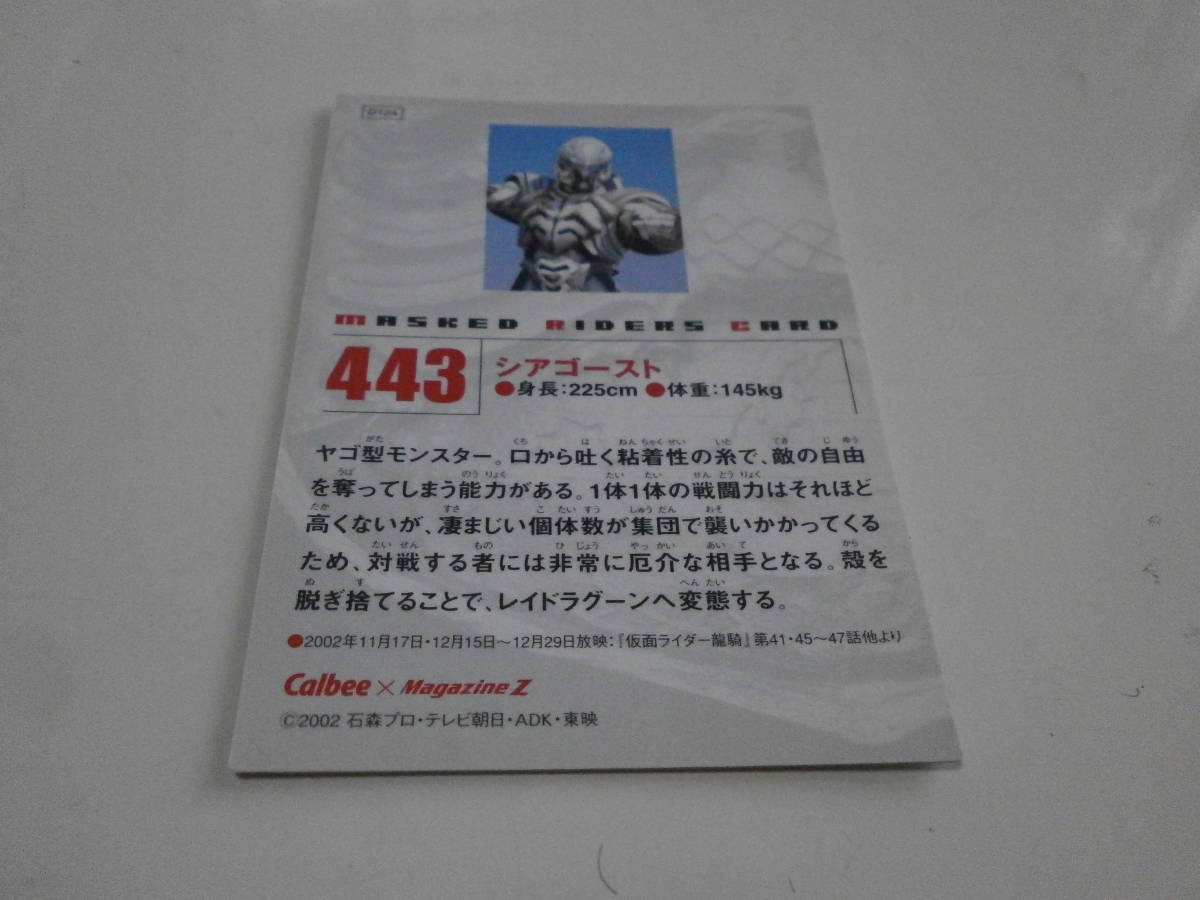 MASKED RIDERS CARD
443
シアゴースト
●身長：225cm ●体重：145kg
ヤゴ型モンスター。口から吐く粘着性の糸で、敵の自由
を奪ってしまう能力がある。1体1体の戦闘力はそれほど
高くないが、凄まじい個体数が集団で襲いかかってくる
ため、対戦する者には非常に厄介な相手となる。殻を
脱ぎ捨てることで、レイドラグーンへ変態する。
●2002年11月17日・12月15日～12月29日放映：『仮面ライダー龍騎』第41・45～47話他より
Calbee × Magazine Z
©2002 石森プロ・テレビ朝日・ADK・東映